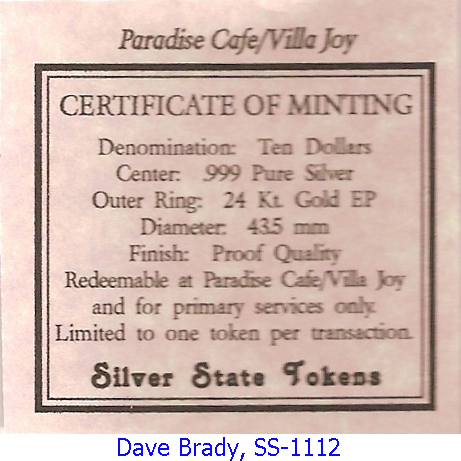 Paradise Cafe/Villa Joy
CERTIFICATE OF MINTING
Denomination: Ten Dollars
Center: .999 Pure Silver
Outer Ring: 24 Kt. Gold EP
Diameter: 43.5 mm
Finish: Proof Quality
Redeemable at Paradise Cafe/Villa Joy
and for primary services only.
Limited to one token per transaction.
Silver State Tokens
Dave Brady, SS-1112